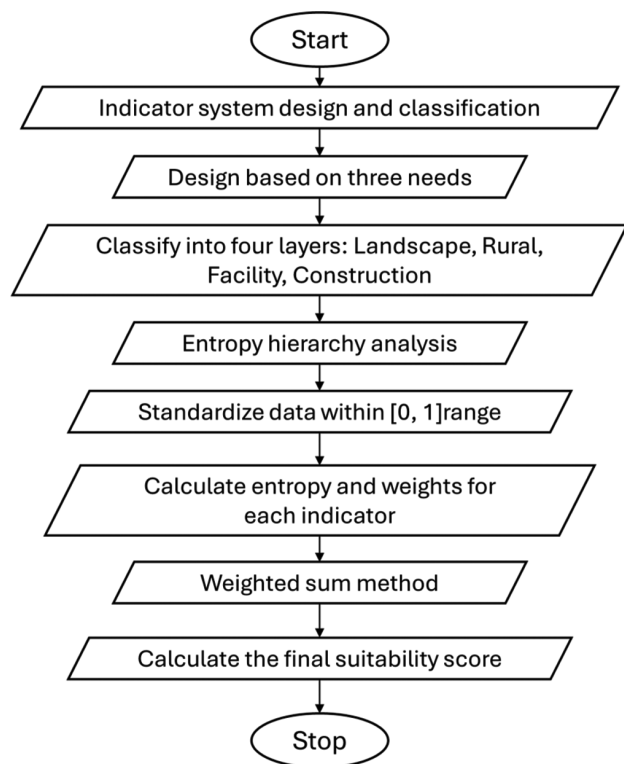 Start
Indicator system design and classification
Design based on three needs
Classify into four layers: Landscape, Rural,
Facility, Construction
Entropy hierarchy analysis
Standardize data within [0, 1]range
Calculate entropy and weights for
each indicator
Weighted sum method
Calculate the final suitability score
Stop